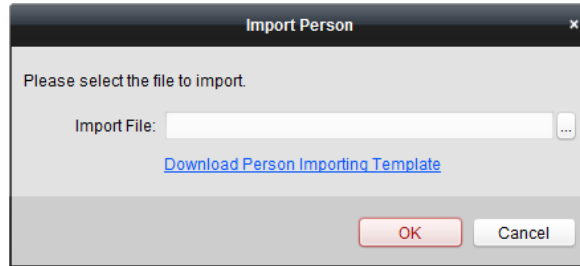 Import Person
×
Please select the file to import.
Import File:
...
Download Person Importing Template
OK
Cancel